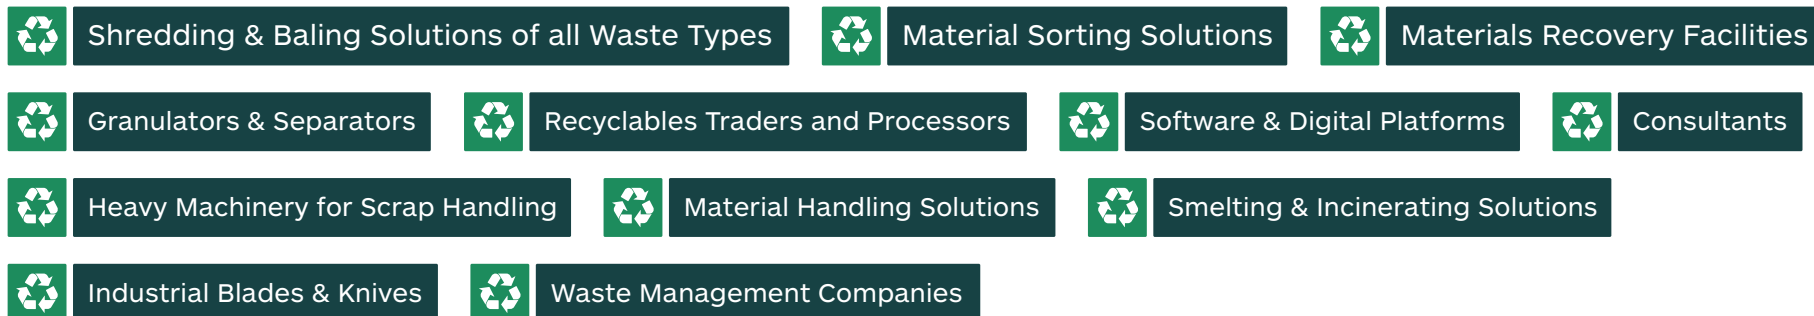 Shredding & Baling Solutions of all Waste Types
Material Sorting Solutions
Materials Recovery Facilities
Granulators & Separators
Recyclables Traders and Processors
Software & Digital Platforms
Consultants
Heavy Machinery for Scrap Handling
Material Handling Solutions
Smelting & Incinerating Solutions
Industrial Blades & Knives
Waste Management Companies